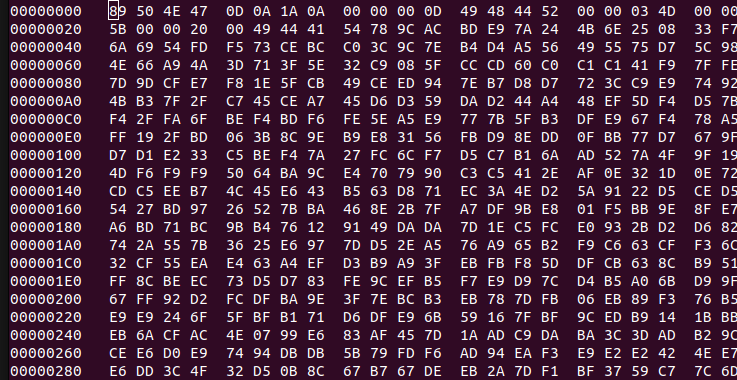 00000000 89 50 4E 47 0D 0A 1A 0A 00 00 00 0D 49 48 44 52 00 00 03 4D 00 00
00000020 5B 00 00 20 00 49 44 41 54 78 9C AC BD E9 7A 24 4B 6E 25 08 33 F7
00000040 6A 69 54 FD F5 73 CE BC C0 3C 9C 7E B4 D4 A5 56 49 55 75 D7 5C 98
00000060 4E 66 A9 4A 3D 71 3F 5E 32 C9 08 5F CC CD 60 C0 C1 C1 41 F9 7F FE
00000080 7D 9D CF E7 F8 1E 5F CB 49 CE ED 94 7E B7 D8 D7 72 3C C9 E9 74 92
000000A0 4B B3 7F 2F C7 45 CE A7 45 D6 D3 59 DA D2 44 A4 48 EF 5D F4 D5 7B
000000C0 F4 2F FA 6F BE F4 BD F6 FE 5E A5 E9 77 7B 5F B3 DF E9 67 F4 78 A5
000000E0 FF 19 2F BD 06 3B 8C 9E B9 E8 31 56 FB D9 8E DD 0F BB 77 D7 67 9F
00000100 D7 D1 E2 33 C5 BE F4 7A 27 FC 6C F7 D5 C7 B1 6A AD 52 7A 4F 9F 19
00000120 4D F6 F9 F9 50 64 BA 9C E4 70 79 90 C3 C5 41 2E AF 0E 32 1D 0E 72
00000140 CD C5 EE B7 4C 45 E6 43 B5 63 D8 71 EC 3A 4E D2 5A 91 22 D5 CE D5
00000160 54 27 BD 97 26 52 7B BA 46 8E 2B 7F A7 DF 9B E8 01 F5 BB 9E 8F E7
00000180 A6 BD 71 BC 9B B4 76 12 91 49 DA DA 7D 1E C5 FC E0 93 2B D2 D6 82
000001A0 74 2A 55 7B 36 25 E6 97 7D D5 2E A5 76 A9 65 B2 F9 C6 63 CF F3 6C
000001C0 32 CF 55 EA E4 63 A4 EF D3 B9 A9 3F EB FB F8 5D DF CB 63 8C B9 51
000001E0 FF 8C BE EC 73 D5 D7 83 FE 9C EF B5 F7 E9 D9 7C D4 B5 A0 6B D9 9F
00000200 67 FF 92 D2 FC DF BA 9E 3F 7E BC B3 EB 78 7D FB 06 EB 89 F3 76 B5
00000220 E9 E9 24 6F 5F BF B1 71 D6 DF E9 6B 59 16 7F BF 9C ED B9 14 1B BB
00000240 EB 6A CF AC 4E 07 99 E6 83 AF 45 7D 1A AD C9 DA BA 3C 3D AD B2 9C
00000260 CE E6 D0 E9 74 94 DB DB 5B 79 FD F6 AD 94 EA F3 E9 E2 E2 42 4E E7
00000280 E6 DD 3C 4F 32 D5 0B 8C 67 B7 67 DE EB 2A 7D F1 BF 37 59 C7 7C 6D